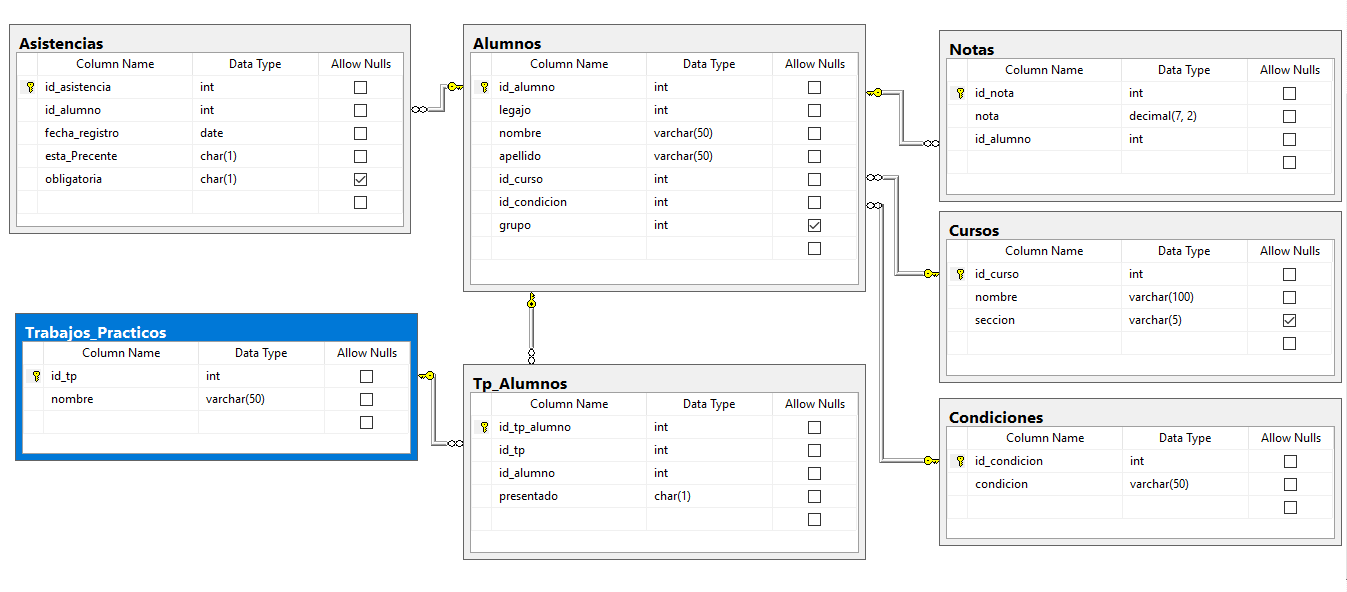 Asistencias
Column Name Data Type Allow Nulls
id_asistencia int
id_alumno int
fecha_registro date
esta_Precente char(1)
obligatoria char(1)
Alumnos
Column Name Data Type Allow Nulls
id_alumno int
legajo int
nombre varchar(50)
apellido varchar(50)
id_curso int
id_condicion int
grupo int
Notas
Column Name Data Type Allow Nulls
id_nota int
nota decimal(7, 2)
id_alumno int
Cursos
Column Name Data Type Allow Nulls
id_curso int
nombre varchar(100)
seccion varchar(5)
Trabajos_Practicos
Column Name Data Type Allow Nulls
id_tp int
nombre varchar(50)
Tp_Alumnos
Column Name Data Type Allow Nulls
id_tp_alumno int
id_tp int
id_alumno int
presentado char(1)
Condiciones
Column Name Data Type Allow Nulls
id_condicion int
condicion varchar(50)